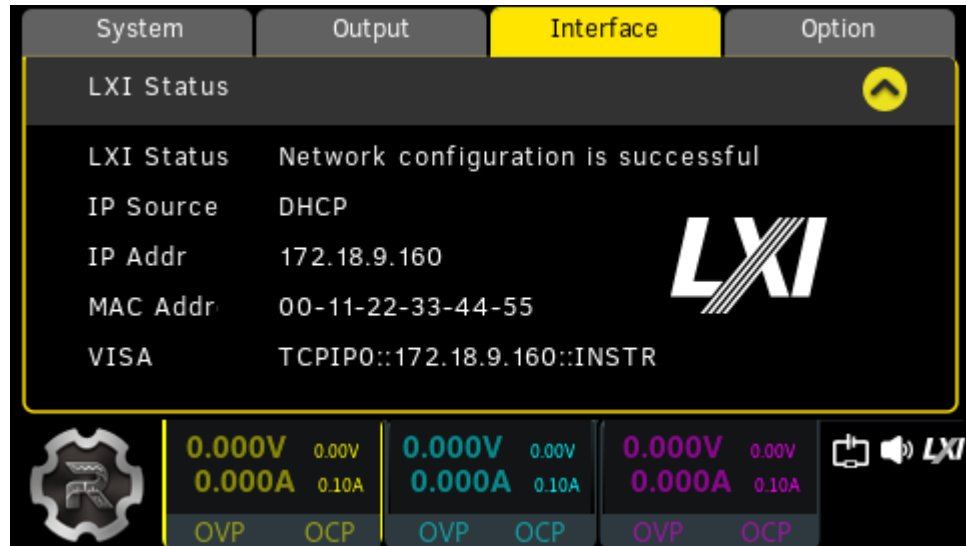 System Output Interface Option
LXI Status
LXI Status Network configuration is successful
IP Source DHCP
IP Addr 172.18.9.160
LXI
MAC Addr 00-11-22-33-44-55
VISA TCPIP0::172.18.9.160::INSTR
0.000V 0.00V 0.000V 0.00V 0.000V 0.00V LXI
0.000A 0.10A 0.000A 0.10A 0.000A 0.10A
R
OVP OCP OVP OCP OVP OCP